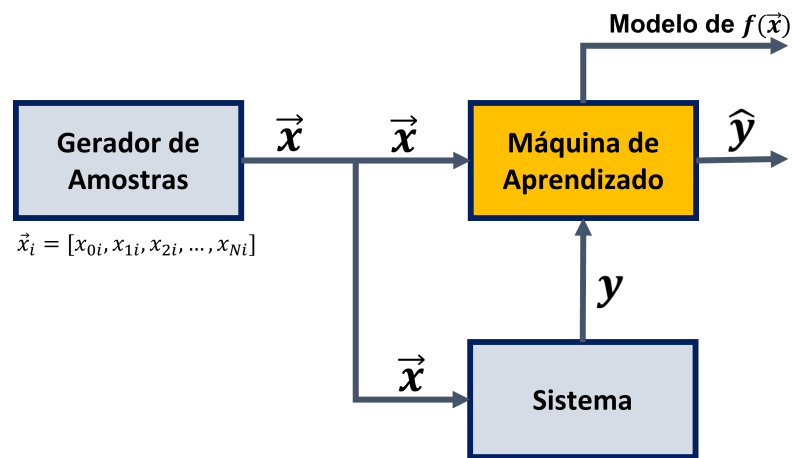 Modelo de f(x⃗)
Gerador de
Amostras
x⃗
x⃗
Máquina de
Aprendizado
ŷ
x⃗ᵢ = [x₀ᵢ, x₁ᵢ, x₂ᵢ, …, x_Nᵢ]
y
x⃗
Sistema